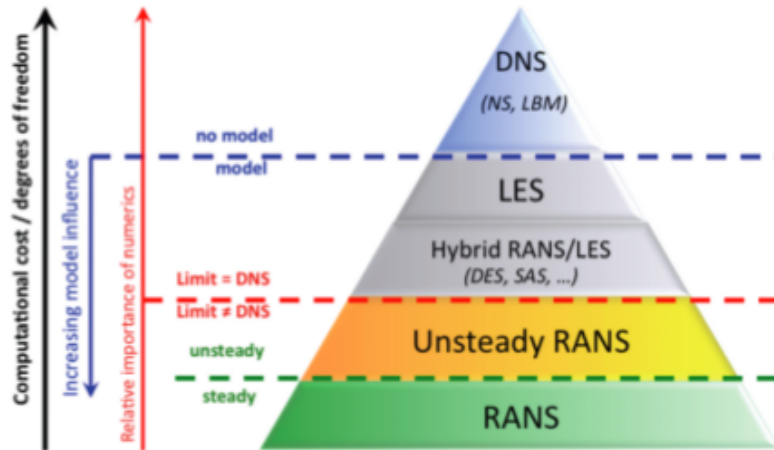 Computational cost / degrees of freedom
Increasing model influence
Relative importance of numerics
DNS
(NS, LBM)
no model
model
LES
Hybrid RANS/LES
(DES, SAS, ...)
Limit = DNS
Limit ≠ DNS
Unsteady RANS
unsteady
steady
RANS